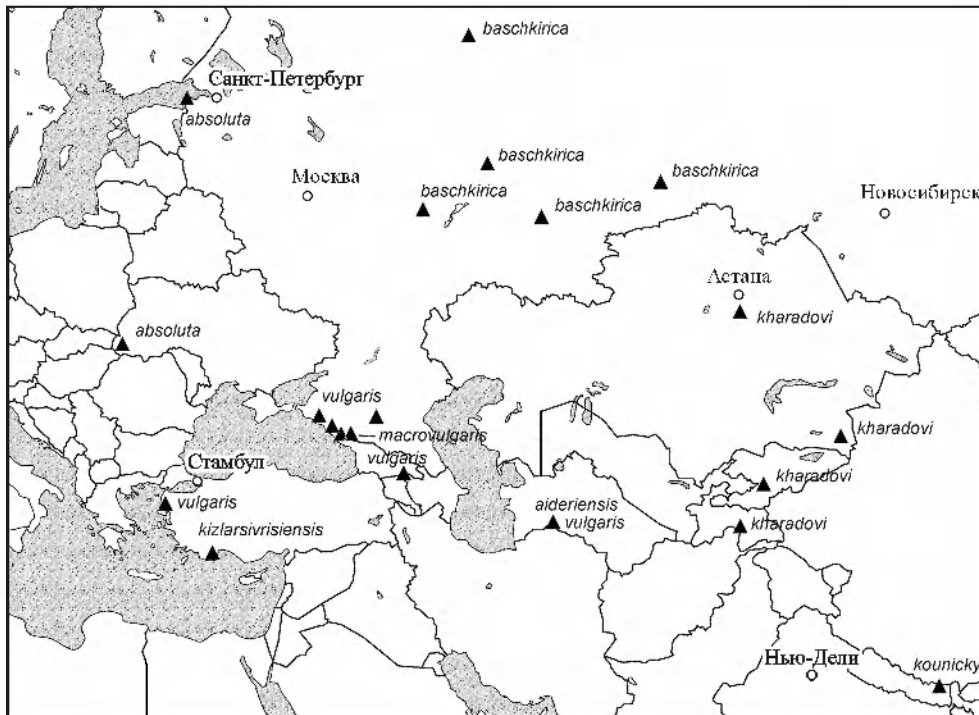 baschkirica
Санкт-Петербург
absoluta
baschkirica
baschkirica
Москва
baschkirica
baschkirica
Новосибирск
Астана
kharadovi
absoluta
vulgaris
macrovulgaris
kharadovi
vulgaris
Стамбул
kharadovi
vulgaris
aideriensis
vulgaris
kizlarsivrisiensis
kharadovi
Нью-Дели
kounicky